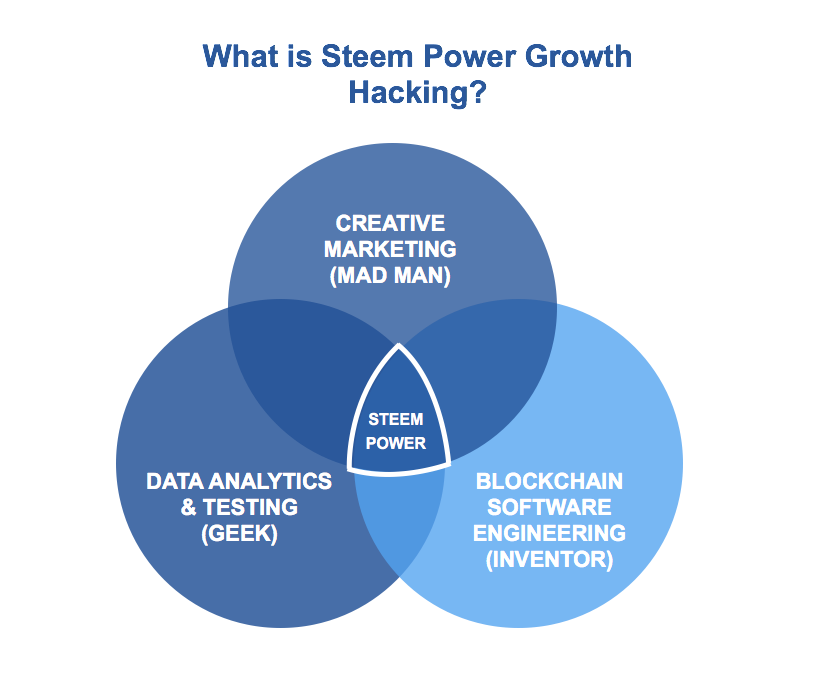 What is Steem Power Growth
Hacking?
CREATIVE
MARKETING
(MAD MAN)
STEEM
POWER
DATA ANALYTICS
& TESTING
(GEEK)
BLOCKCHAIN
SOFTWARE
ENGINEERING
(INVENTOR)